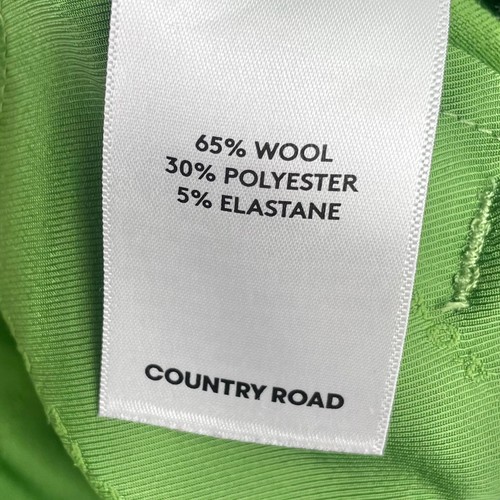 65% WOOL
30% POLYESTER
5% ELASTANE
COUNTRY ROAD